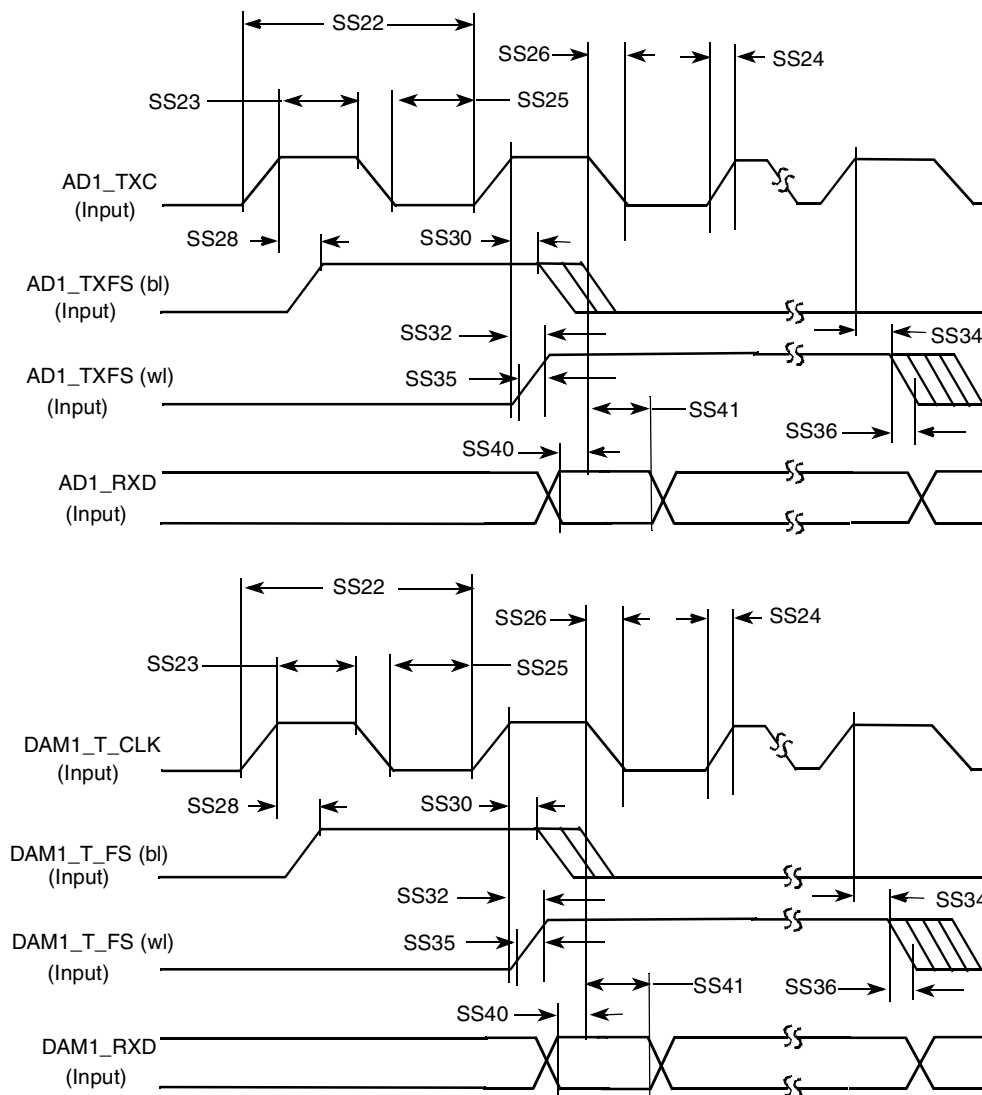 SS22
SS26
SS24
SS23
SS25
AD1_TXC
(Input)
SS28
SS30
AD1_TXFS (bl)
(Input)
SS32
SS34
AD1_TXFS (wl)
(Input)
SS35
SS41
SS36
SS40
AD1_RXD
(Input)
SS22
SS26
SS24
SS23
SS25
DAM1_T_CLK
(Input)
SS28
SS30
DAM1_T_FS (bl)
(Input)
SS32
SS34
DAM1_T_FS (wl)
(Input)
SS35
SS41
SS36
SS40
DAM1_RXD
(Input)